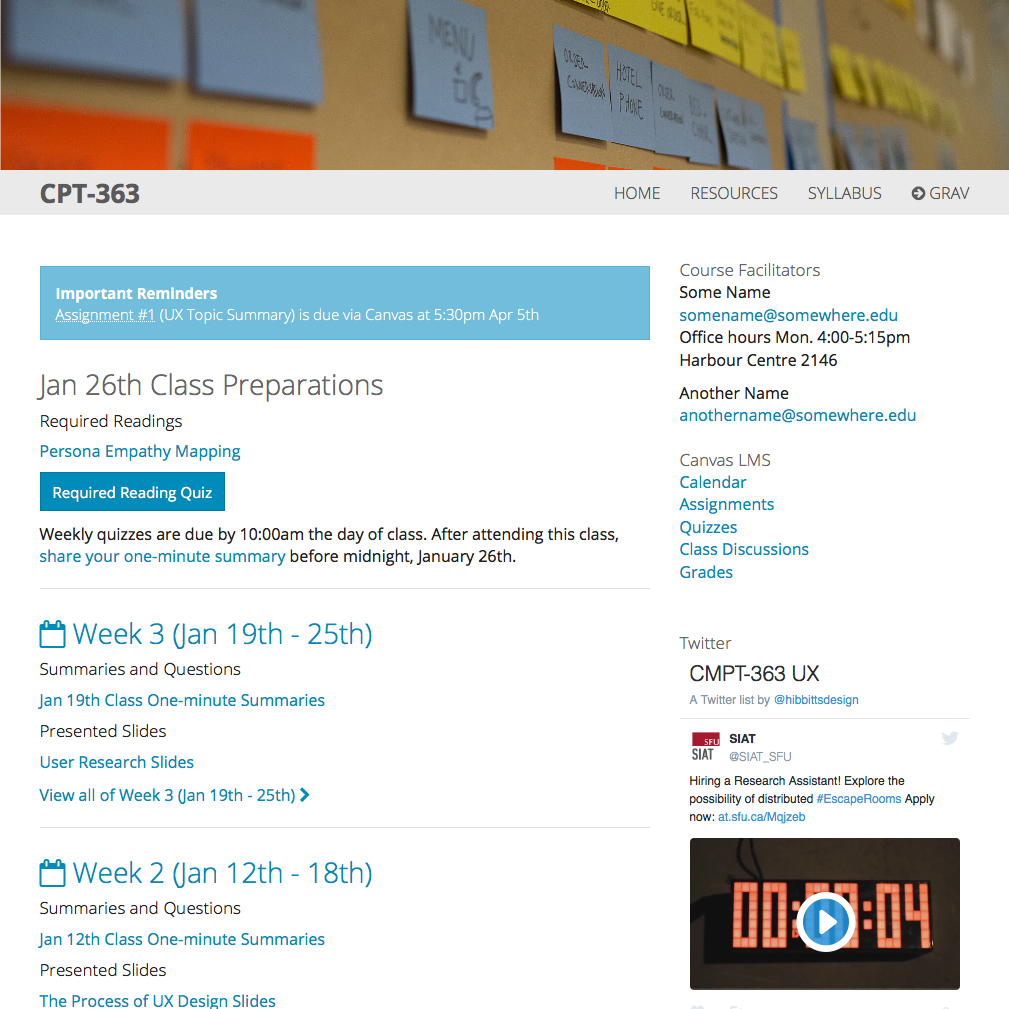 MENU
ONE ORDER
ORDER-
CONFIRMATION
HOTEL
PHONE
CPT-363
HOME
RESOURCES
SYLLABUS
GRAV
Important Reminders
Assignment #1 (UX Topic Summary) is due via Canvas at 5:30pm Apr 5th
Jan 26th Class Preparations
Required Readings
Persona Empathy Mapping
Required Reading Quiz
Weekly quizzes are due by 10:00am the day of class. After attending this class,
share your one-minute summary before midnight, January 26th.
Week 3 (Jan 19th - 25th)
Summaries and Questions
Jan 19th Class One-minute Summaries
Presented Slides
User Research Slides
View all of Week 3 (Jan 19th - 25th)
Week 2 (Jan 12th - 18th)
Summaries and Questions
Jan 12th Class One-minute Summaries
Presented Slides
The Process of UX Design Slides
Course Facilitators
Some Name
somename@somewhere.edu
Office hours Mon. 4:00-5:15pm
Harbour Centre 2146
Another Name
anothername@somewhere.edu
Canvas LMS
Calendar
Assignments
Quizzes
Class Discussions
Grades
Twitter
CMPT-363 UX
A Twitter list by @hibbittsdesign
SFU
SIAT
SIAT
@SIAT_SFU
Hiring a Research Assistant! Explore the
possibility of distributed #EscapeRooms Apply
now: at.sfu.ca/Mqjzeb
00:00:04